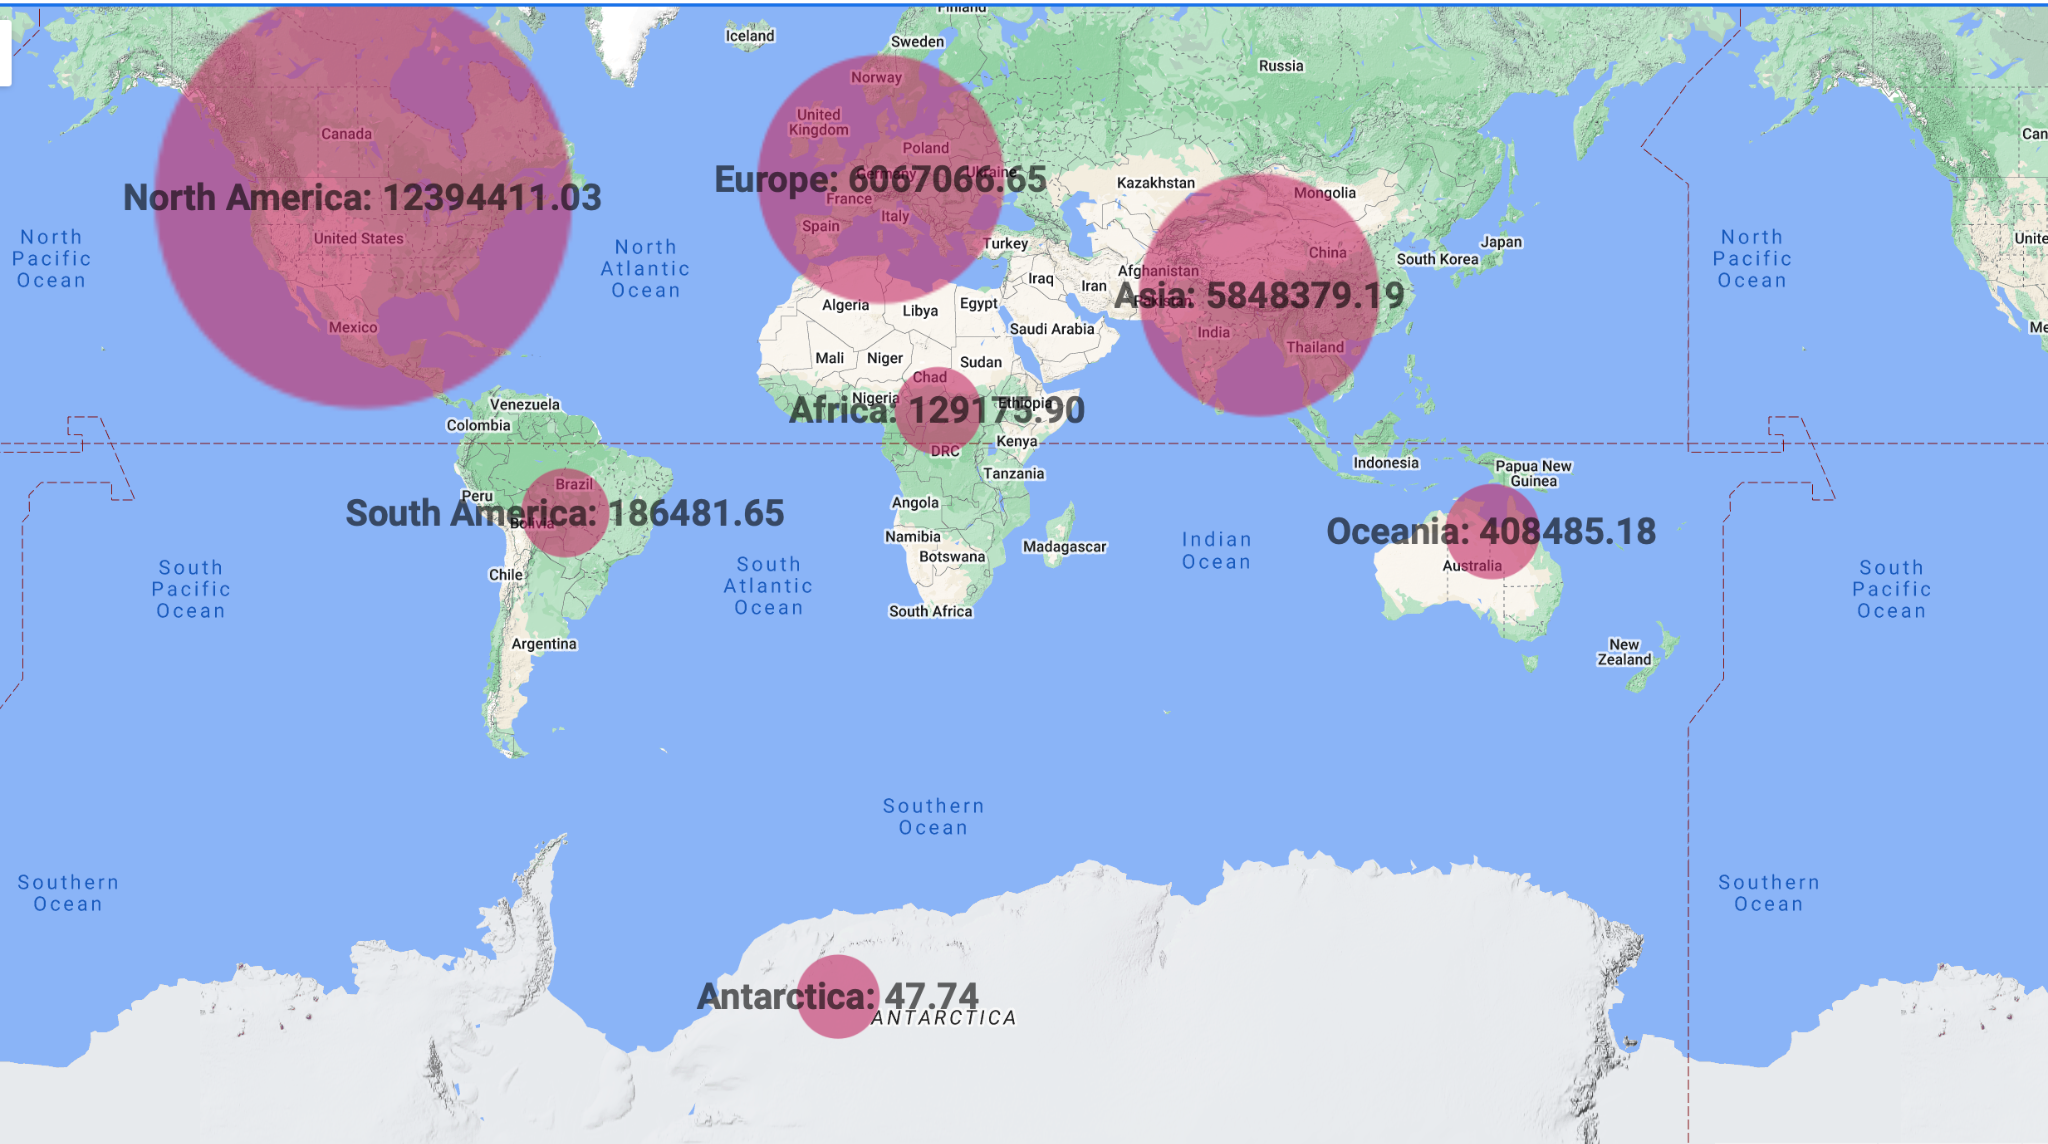 Finland
Iceland
Sweden
Russia
Norway
United
Kingdom
Canada
Can
Poland
Germany
Ukraine
Europe: 6067066.65
Kazakhstan
Mongolia
North America: 12394411.03
France
Italy
Spain
United States
Unite
North
Pacific
Ocean
North
Atlantic
Ocean
Turkey
China
Japan
South Korea
North
Pacific
Ocean
Afghanistan
Iraq
Iran
Pakistan
Asia: 5848379.19
Algeria
Libya
Egypt
Saudi Arabia
India
Thailand
Mexico
Me
Mali
Niger
Sudan
Chad
Nigeria
Ethiopia
Africa: 129175.90
Venezuela
Colombia
Kenya
DRC
Indonesia
Papua New
Guinea
Tanzania
Brazil
Peru
Bolivia
South America: 186481.65
Angola
Oceania: 408485.18
Namibia
Botswana
Madagascar
Indian
Ocean
Australia
Chile
South
Pacific
Ocean
South
Atlantic
Ocean
South
Pacific
Ocean
South Africa
Argentina
New
Zealand
Southern
Ocean
Southern
Ocean
Southern
Ocean
Antarctica: 47.74
ANTARCTICA